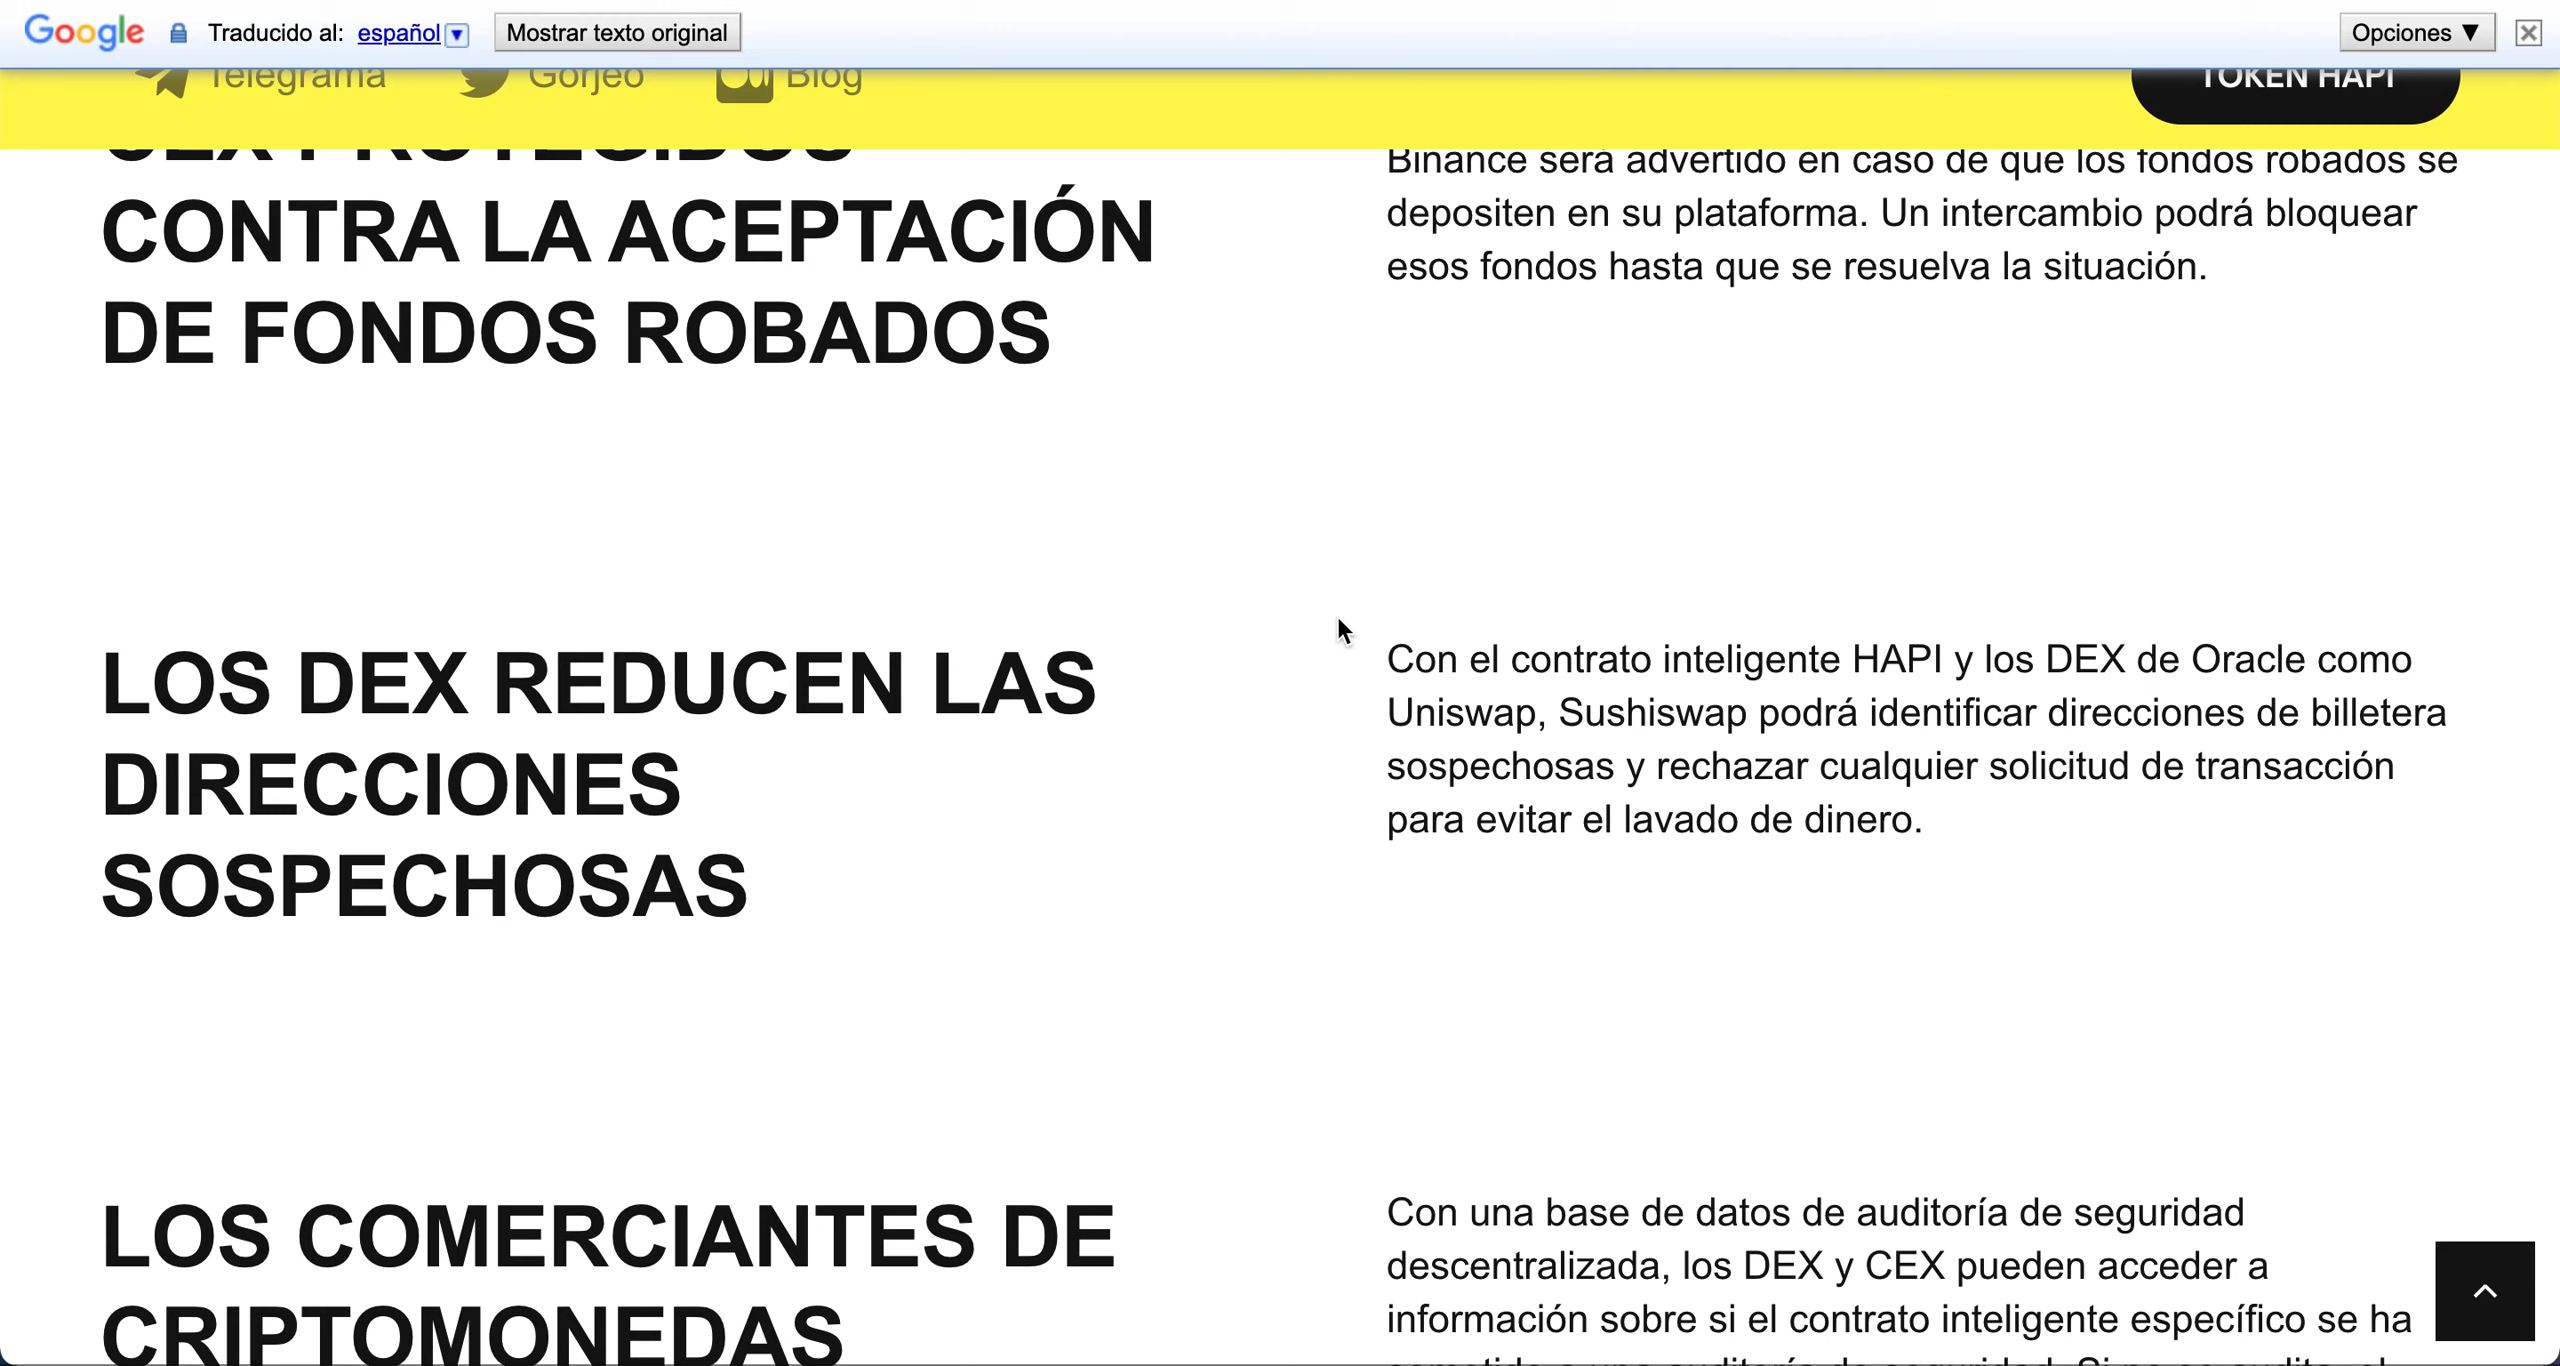 Google Traducido al: español Mostrar texto original Opciones ▼
Telegrama Gorjeo Blog TOKEN HAPI
CEX PROTEGIDOS
CONTRA LA ACEPTACIÓN
DE FONDOS ROBADOS
Binance será advertido en caso de que los fondos robados se
depositen en su plataforma. Un intercambio podrá bloquear
esos fondos hasta que se resuelva la situación.
LOS DEX REDUCEN LAS
DIRECCIONES
SOSPECHOSAS
Con el contrato inteligente HAPI y los DEX de Oracle como
Uniswap, Sushiswap podrá identificar direcciones de billetera
sospechosas y rechazar cualquier solicitud de transacción
para evitar el lavado de dinero.
LOS COMERCIANTES DE
CRIPTOMONEDAS
Con una base de datos de auditoría de seguridad
descentralizada, los DEX y CEX pueden acceder a
información sobre si el contrato inteligente específico se ha